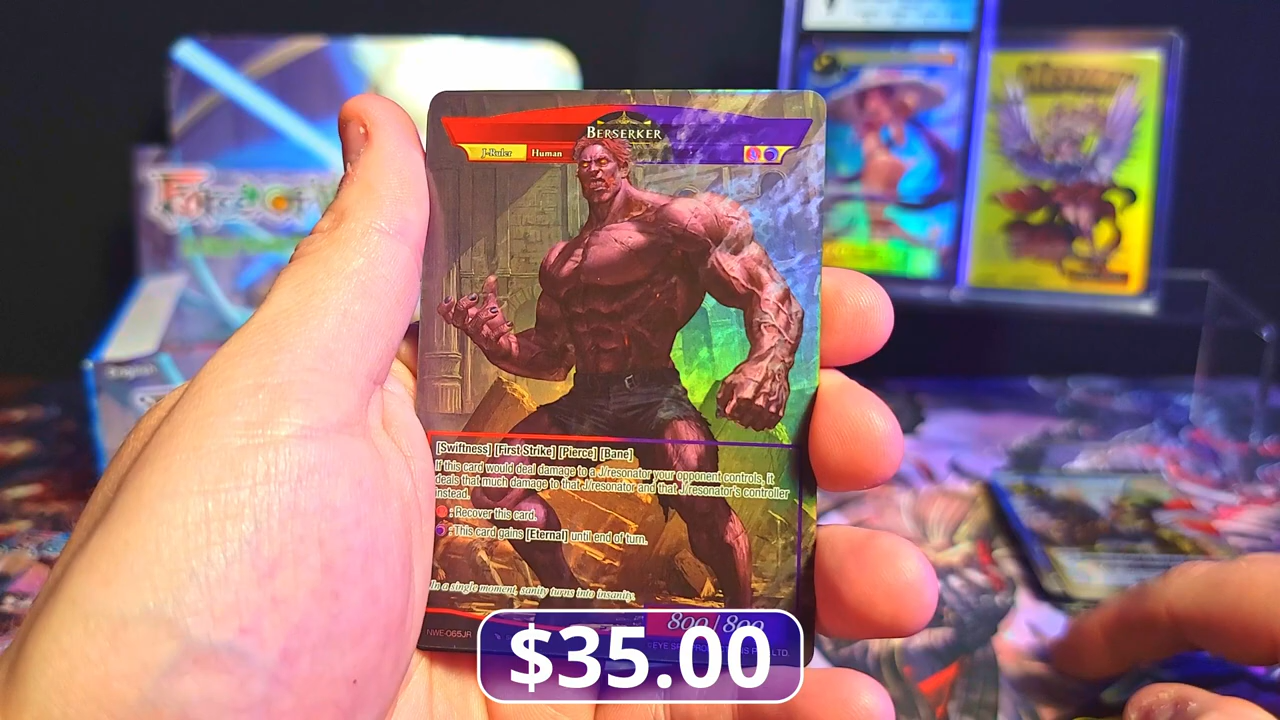 BERSERKER
J-Ruler Human
[Swiftness] [First Strike] [Pierce] [Bane]
If this card would deal damage to a J/resonator your opponent controls, it
deals that much damage to that J/resonator and that J/resonator's controller
instead.
: Recover this card.
: This card gains [Eternal] until end of turn.
In a single moment, sanity turns into insanity.
800 / 800
NWE-065JR
LTD.
$35.00